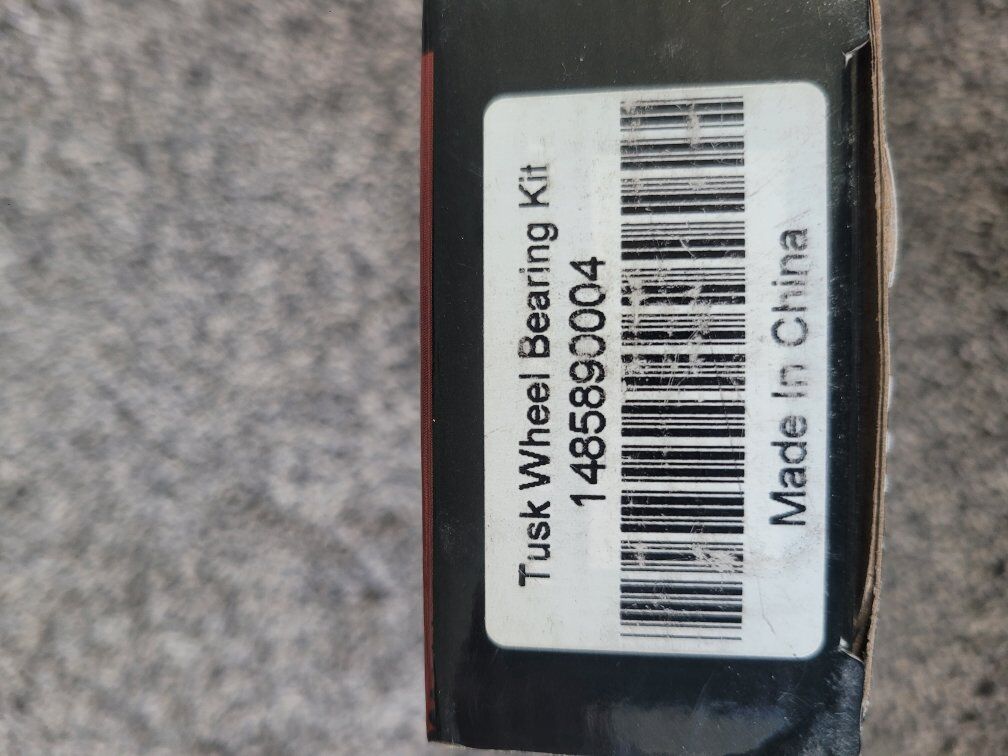 Tusk Wheel Bearing Kit
1485890004
Made In China